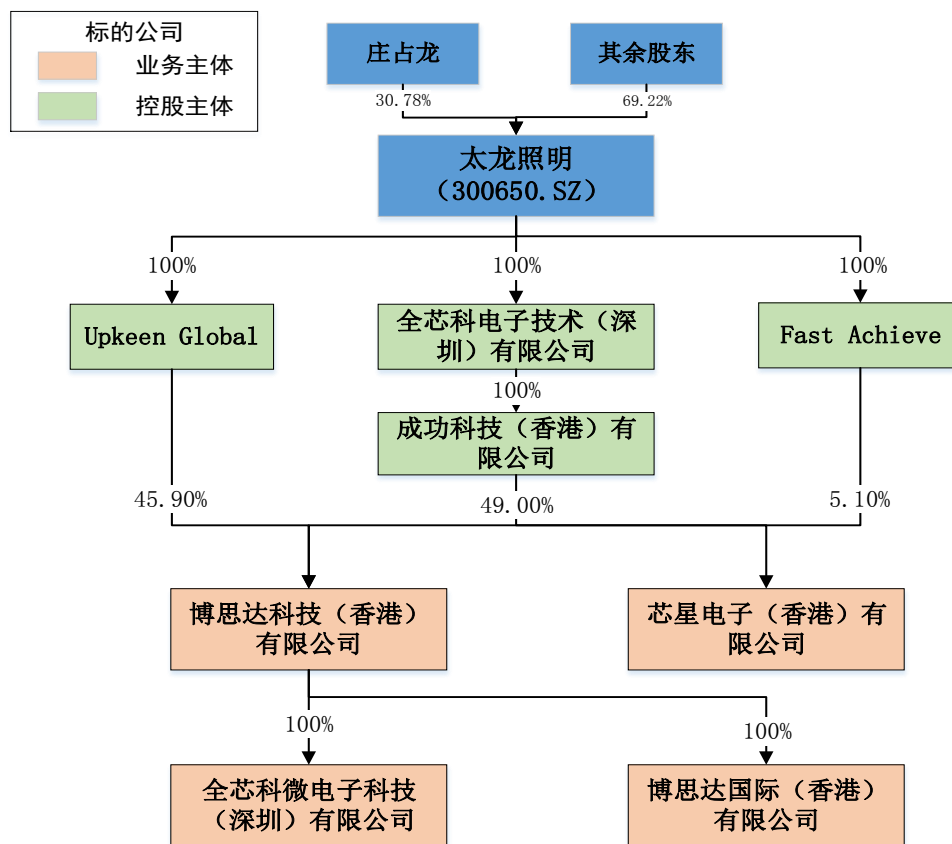 标的公司
业务主体
控股主体
庄占龙
其余股东
30.78%
69.22%
太龙照明
（300650.SZ）
100%
100%
100%
Upkeen Global
全芯科电子技术（深
圳）有限公司
Fast Achieve
100%
成功科技（香港）有
限公司
45.90%
49.00%
5.10%
博思达科技（香港）
有限公司
芯星电子（香港）有
限公司
100%
100%
全芯科微电子科技
（深圳）有限公司
博思达国际（香港）
有限公司